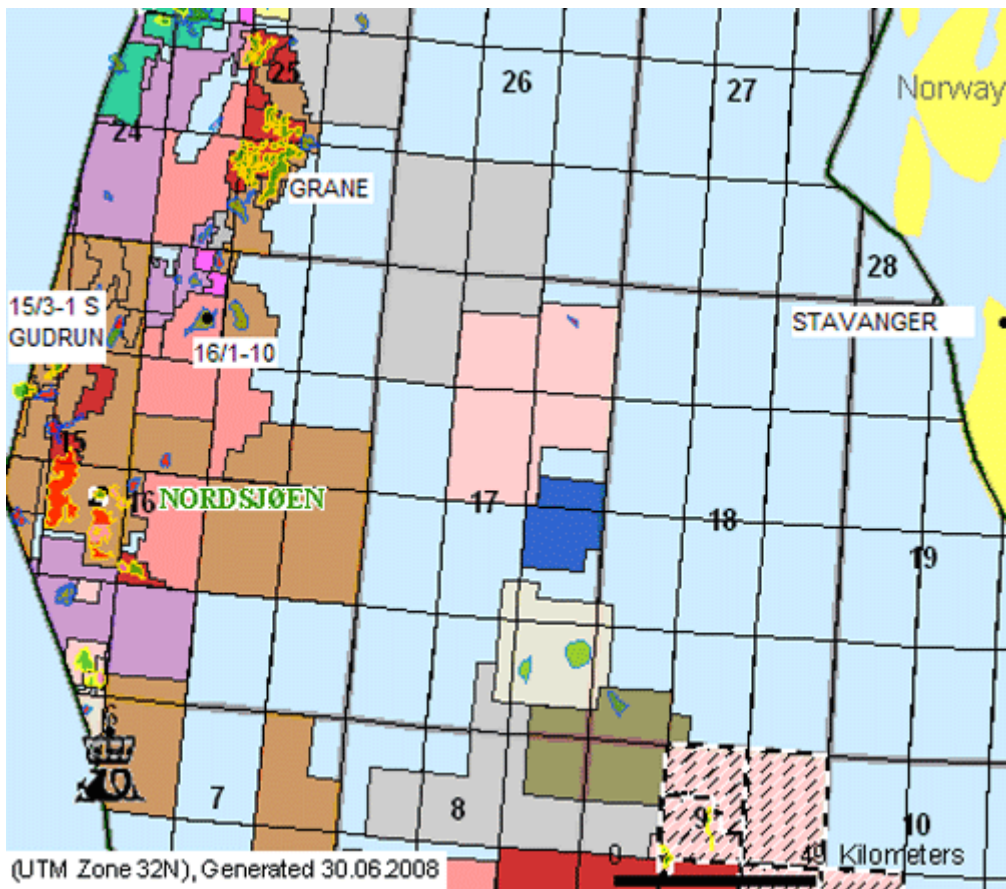 26
27
Norway
25
24
GRANE
28
15/3-1 S
GUDRUN
STAVANGER
16/1-10
15
16
NORDSJØEN
17
18
19
7
8
9
10
0
Kilometers
(UTM Zone 32N), Generated 30.06.2008